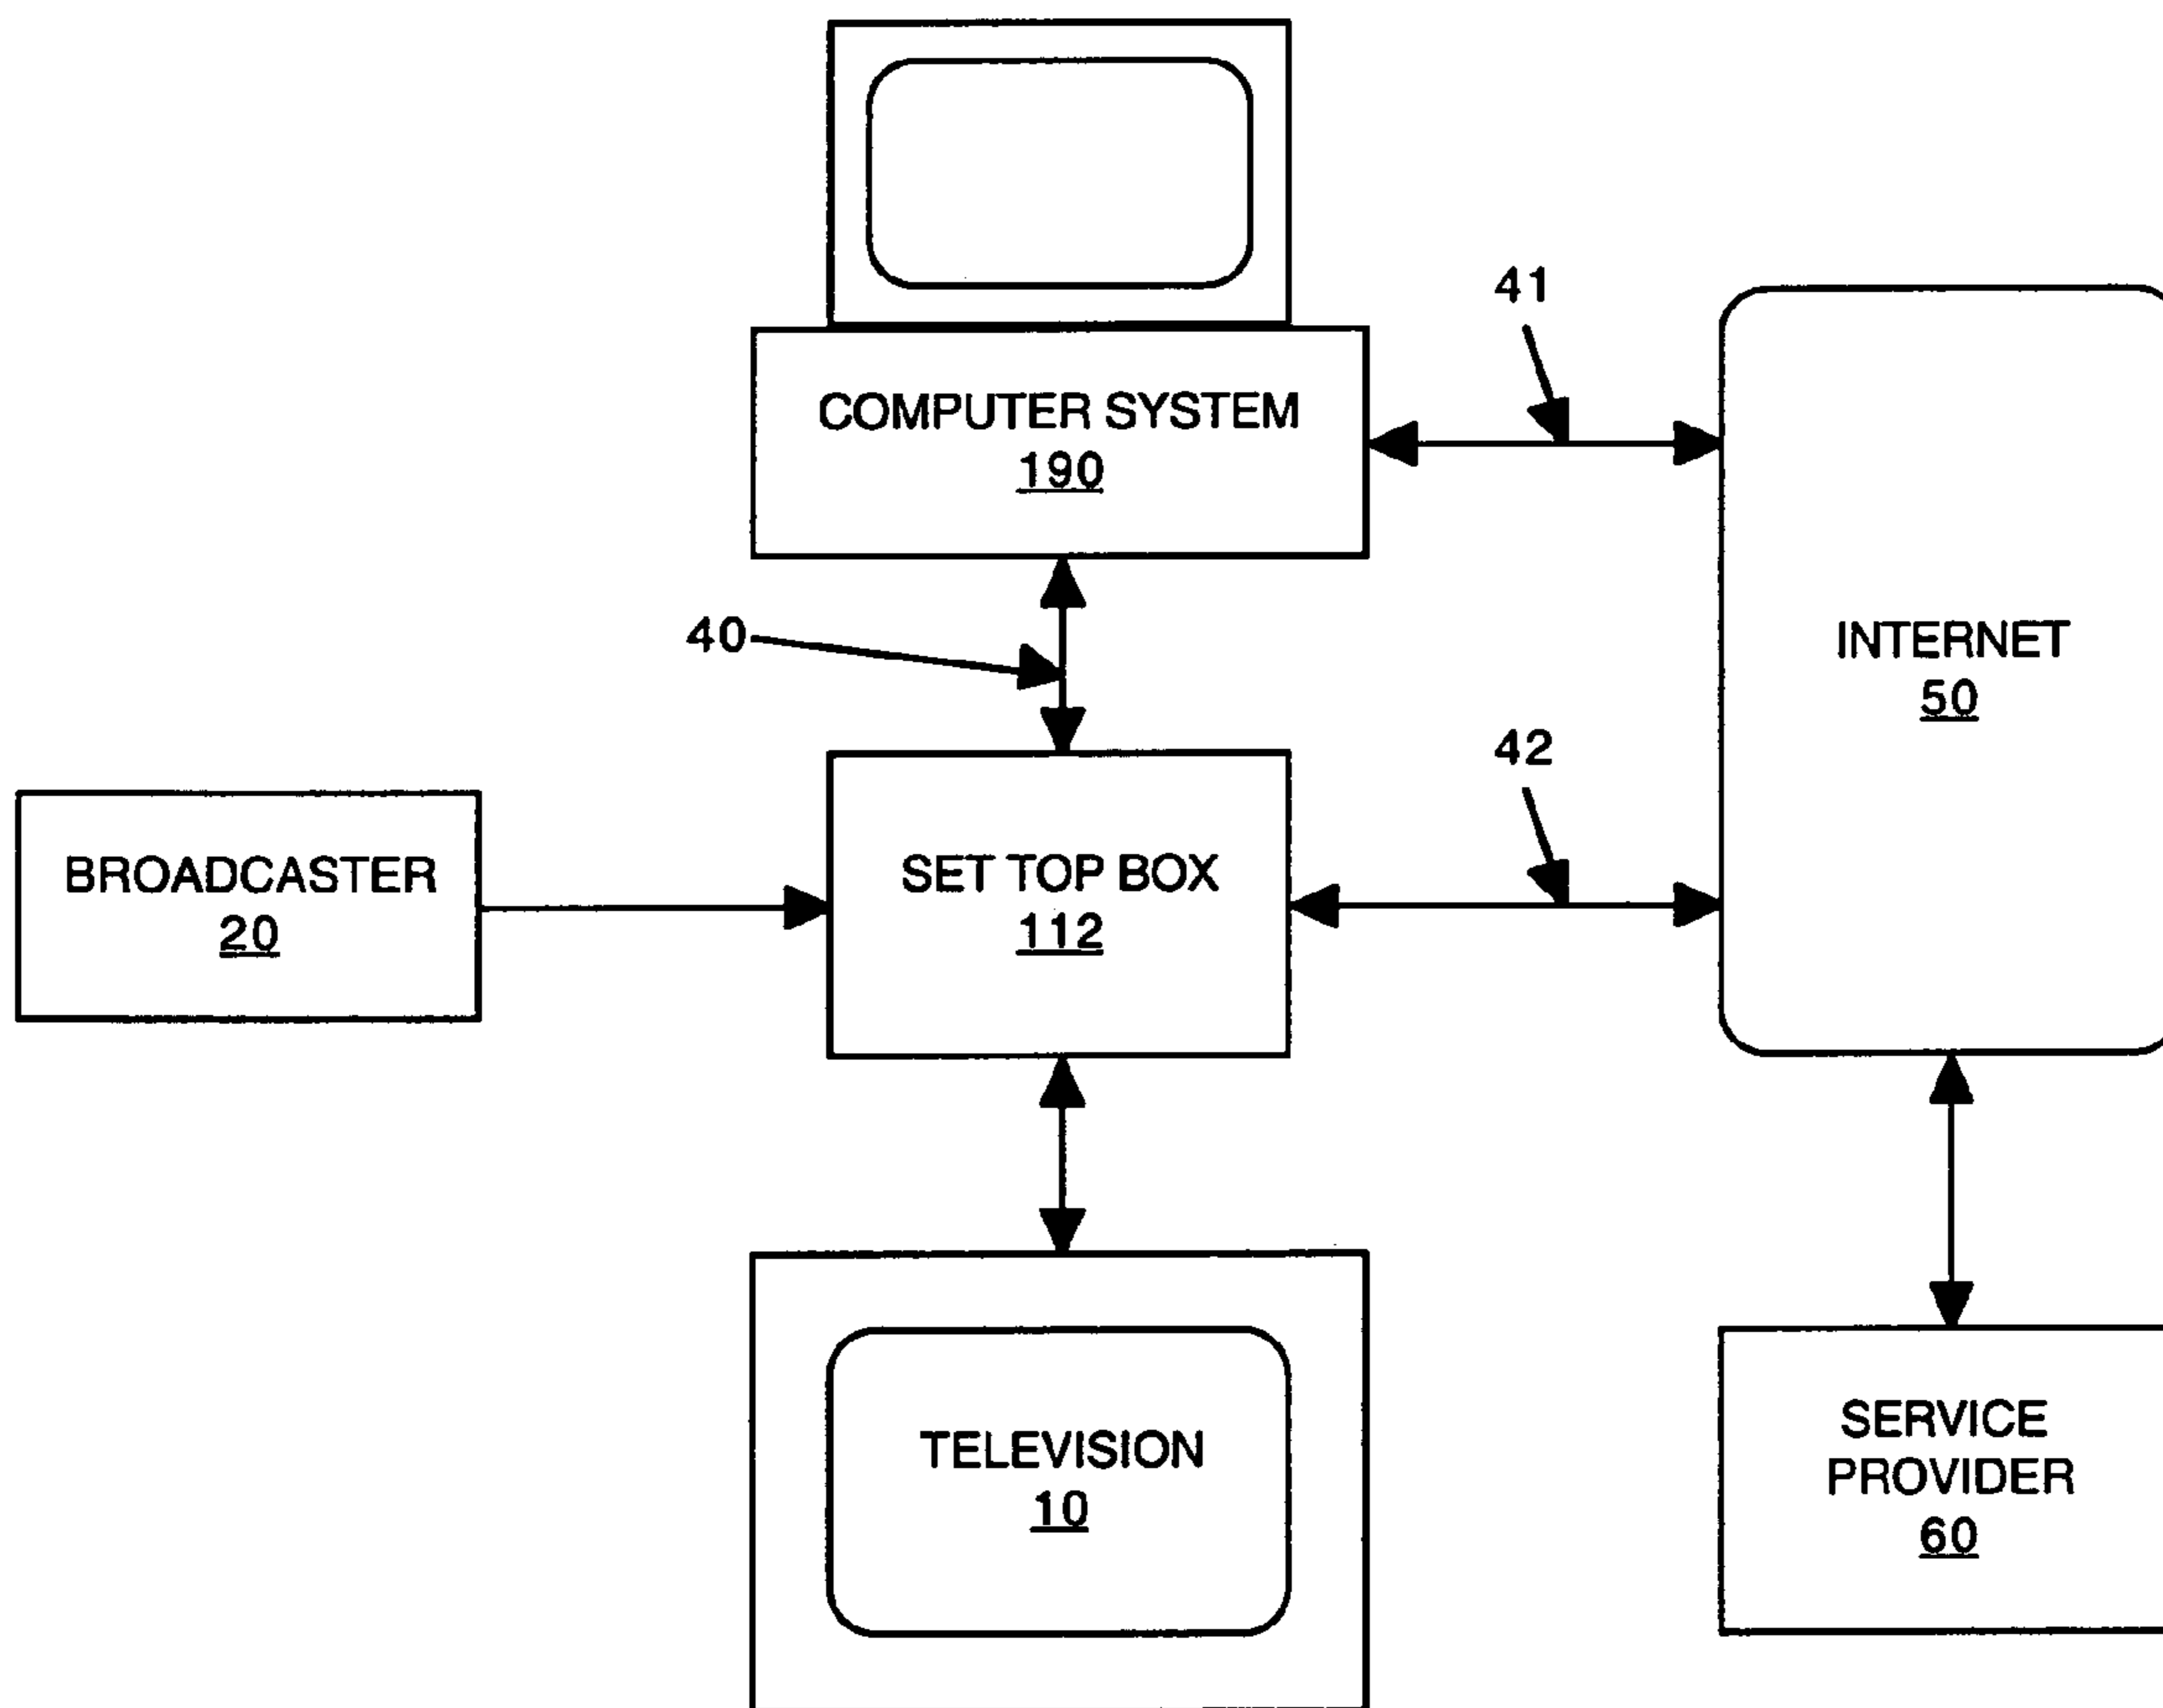 COMPUTER SYSTEM
190
41
INTERNET
50
40
42
BROADCASTER
20
SET TOP BOX
112
TELEVISION
10
SERVICE
PROVIDER
60